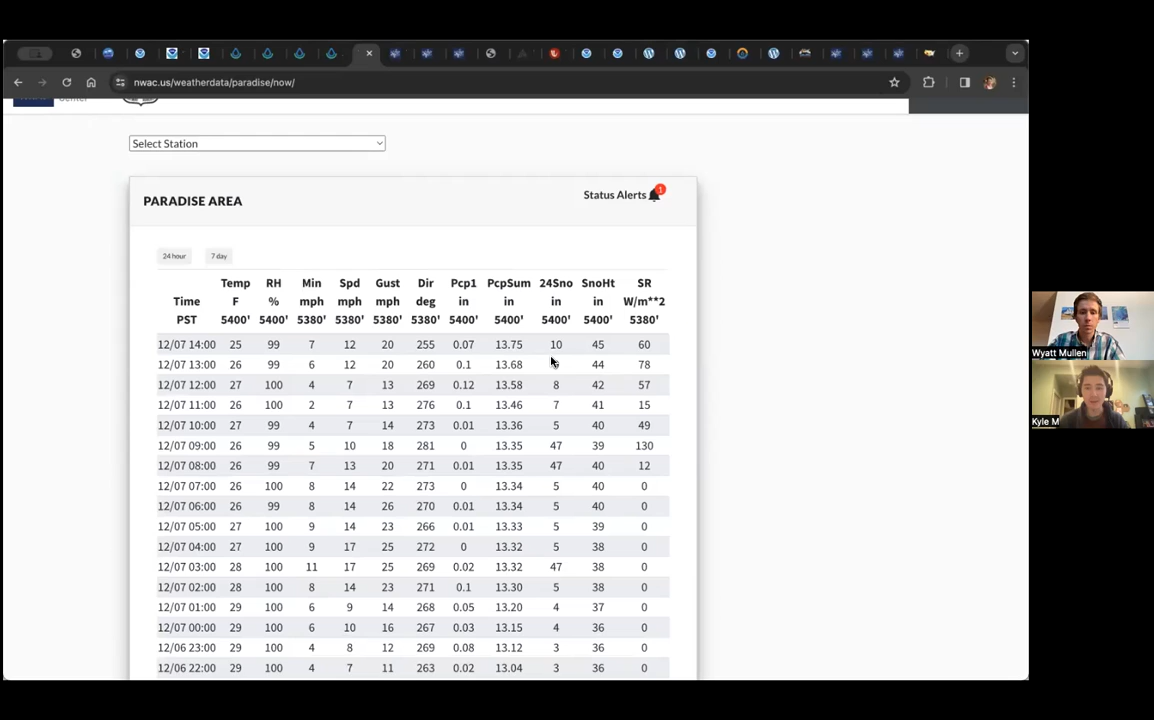 nwac.us/weatherdata/paradise/now/
Center
Select Station
PARADISE AREA
Status Alerts 1
24 hour 7 day
Temp RH Min Spd Gust Dir Pcp1 PcpSum 24Sno SnoHt SR
Time F % mph mph mph deg in in in in W/m**2
PST 5400' 5400' 5380' 5380' 5380' 5380' 5400' 5400' 5400' 5400' 5380'
12/07 14:00 25 99 7 12 20 255 0.07 13.75 10 45 60
12/07 13:00 26 99 6 12 20 260 0.1 13.68 44 78
12/07 12:00 27 100 4 7 13 269 0.12 13.58 8 42 57
12/07 11:00 26 100 2 7 13 276 0.1 13.46 7 41 15
12/07 10:00 27 99 4 7 14 273 0.01 13.36 5 40 49
12/07 09:00 26 99 5 10 18 281 0 13.35 47 39 130
12/07 08:00 26 99 7 13 20 271 0.01 13.35 47 40 12
12/07 07:00 26 100 8 14 22 273 0 13.34 5 40 0
12/07 06:00 26 99 8 14 26 270 0.01 13.34 5 40 0
12/07 05:00 27 100 9 14 23 266 0.01 13.33 5 39 0
12/07 04:00 27 100 9 17 25 272 0 13.32 5 38 0
12/07 03:00 28 100 11 17 25 269 0.02 13.32 47 38 0
12/07 02:00 28 100 8 14 23 271 0.1 13.30 5 38 0
12/07 01:00 29 100 6 9 14 268 0.05 13.20 4 37 0
12/07 00:00 29 100 6 10 16 267 0.03 13.15 4 36 0
12/06 23:00 29 100 4 8 12 269 0.08 13.12 3 36 0
12/06 22:00 29 100 4 7 11 263 0.02 13.04 3 36 0
Wyatt Mullen
Kyle M